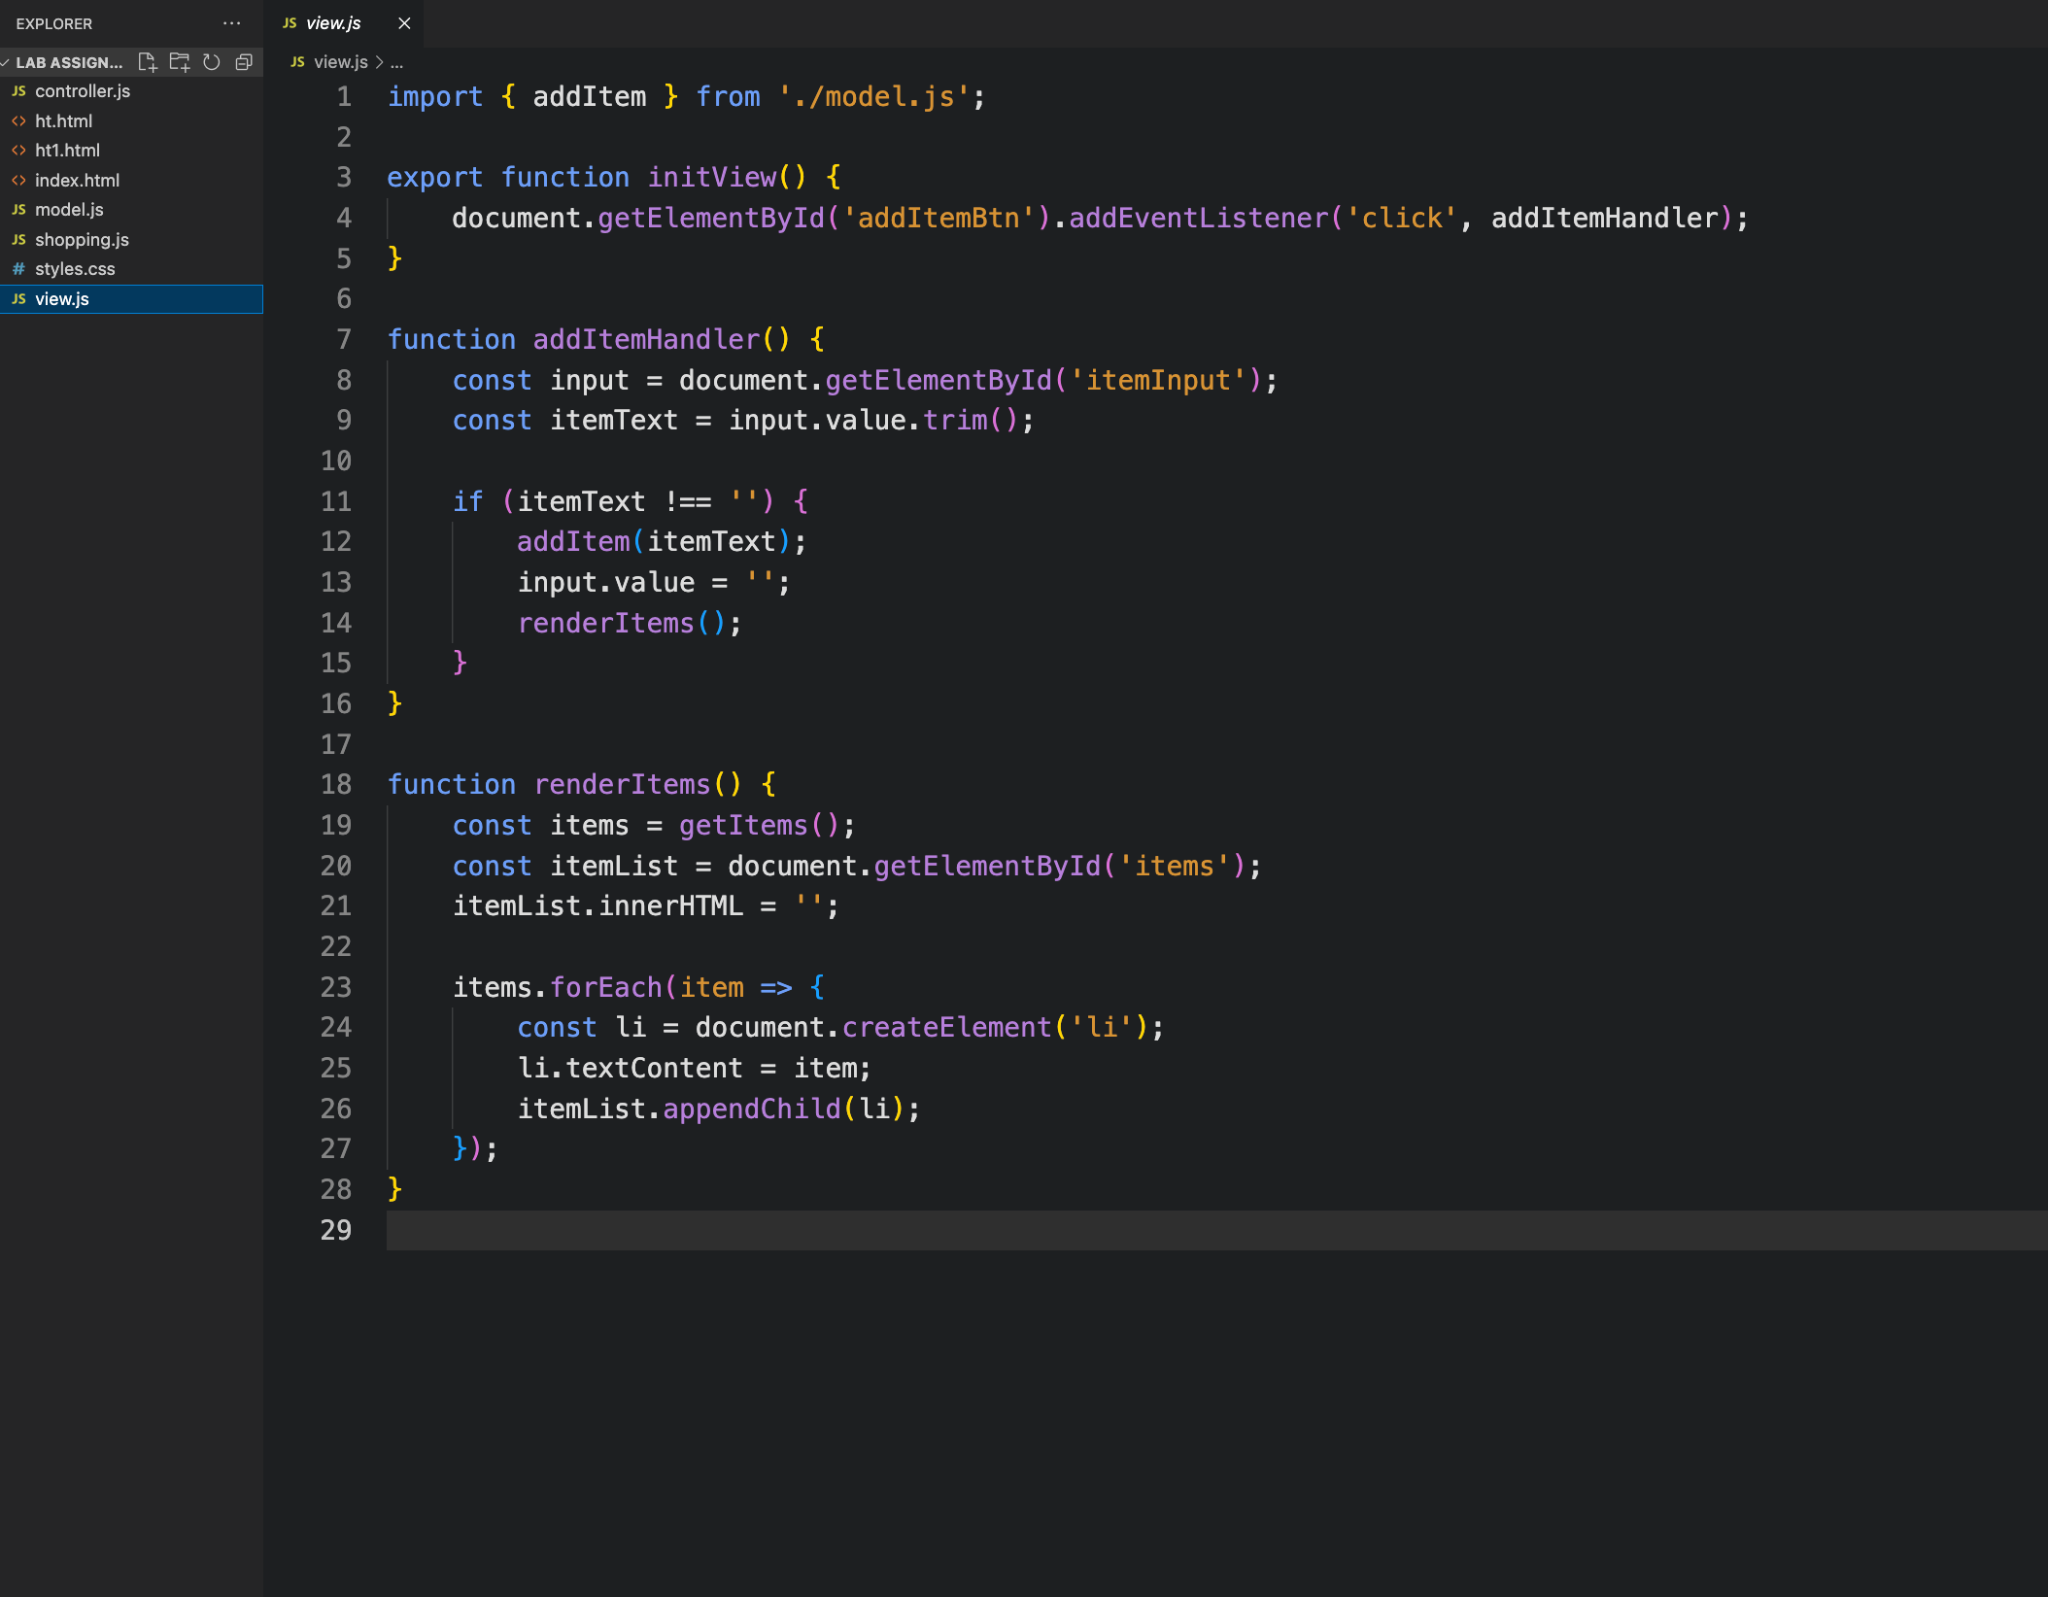 EXPLORER
LAB ASSIGN...
JS controller.js
<> ht.html
<> ht1.html
<> index.html
JS model.js
JS shopping.js
# styles.css
JS view.js
JS view.js
JS view.js > ...
1 import { addItem } from './model.js';
2
3 export function initView() {
4     document.getElementById('addItemBtn').addEventListener('click', addItemHandler);
5 }
6
7 function addItemHandler() {
8     const input = document.getElementById('itemInput');
9     const itemText = input.value.trim();
10
11     if (itemText !== '') {
12         addItem(itemText);
13         input.value = '';
14         renderItems();
15     }
16 }
17
18 function renderItems() {
19     const items = getItems();
20     const itemList = document.getElementById('items');
21     itemList.innerHTML = '';
22
23     items.forEach(item => {
24         const li = document.createElement('li');
25         li.textContent = item;
26         itemList.appendChild(li);
27     });
28 }
29